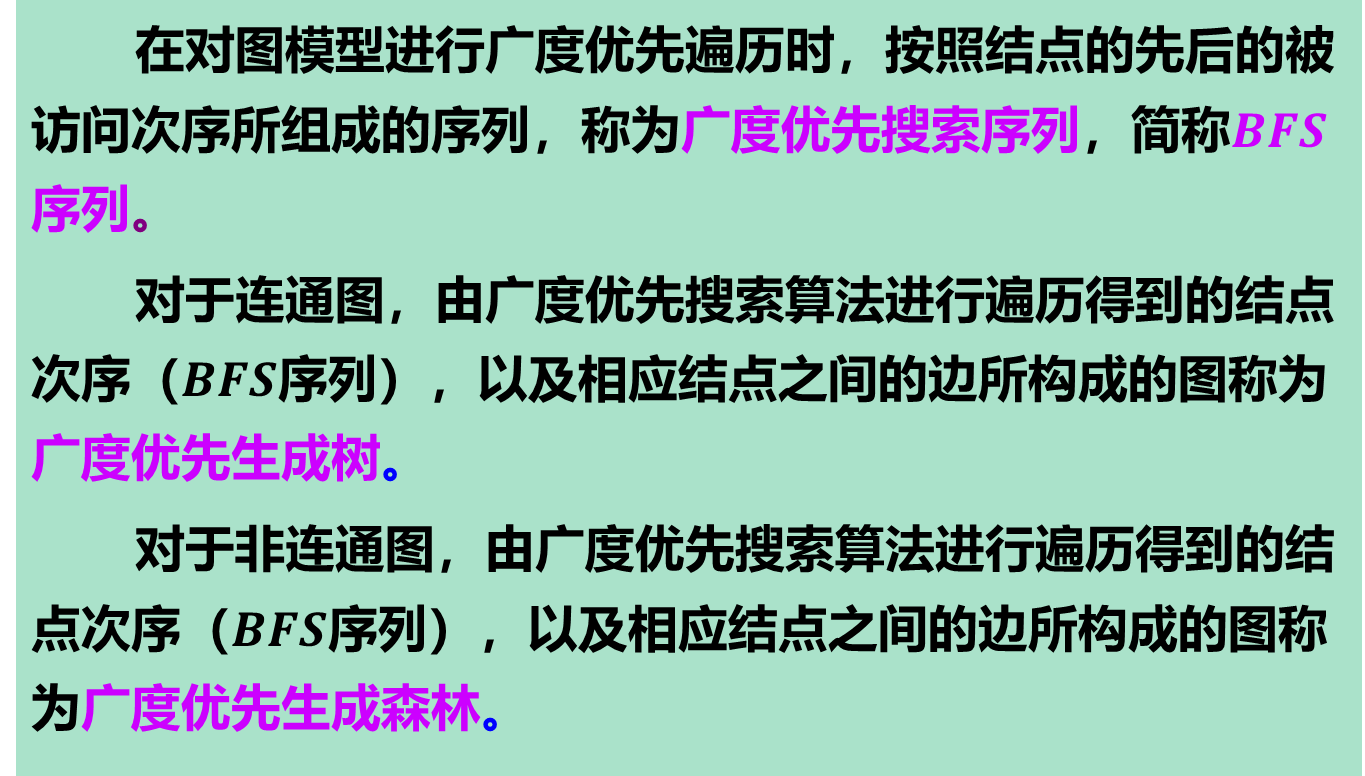 在对图模型进行广度优先遍历时，按照结点的先后的被
访问次序所组成的序列，称为广度优先搜索序列，简称BFS
序列。
对于连通图，由广度优先搜索算法进行遍历得到的结点
次序（BFS序列），以及相应结点之间的边所构成的图称为
广度优先生成树。
对于非连通图，由广度优先搜索算法进行遍历得到的结
点次序（BFS序列），以及相应结点之间的边所构成的图称
为广度优先生成森林。